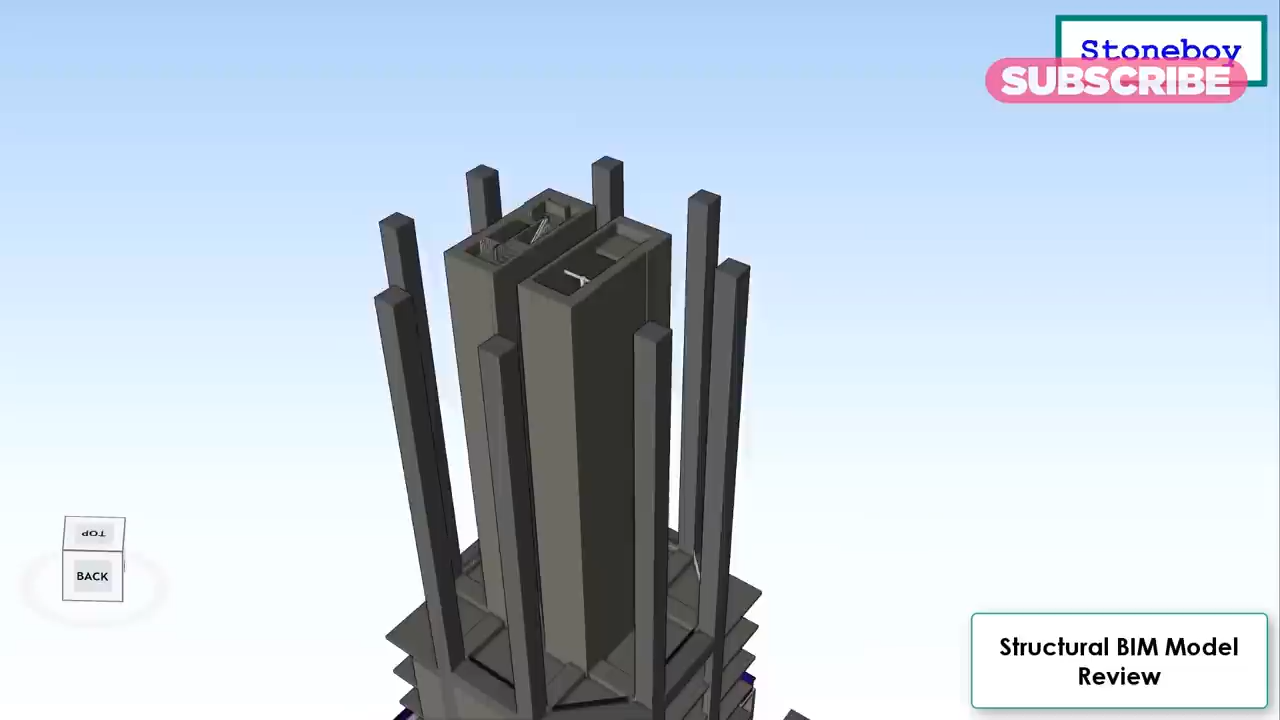 Stoneboy
SUBSCRIBE
TOP
BACK
Structural BIM Model
Review